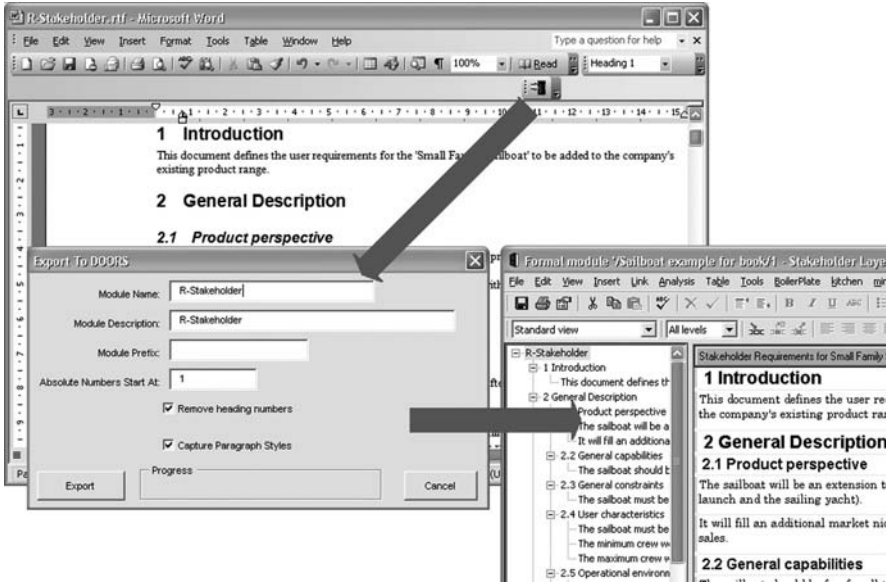 R-Stakeholder.rtf - Microsoft Word
File Edit View Insert Format Tools Table Window Help
Type a question for help
100% Read Heading 1
1 Introduction
This document defines the user requirements for the 'Small to be added to the company's
existing product range.
2 General Description
2.1 Product perspective
Export To DOORS
Module Name: R-Stakeholder
Module Description: R-Stakeholder
Module Prefix:
Absolute Numbers Start At: 1
Remove heading numbers
Capture Paragraph Styles
Progress
Export Cancel
Formal module '/Sailboat example for book/1 - Stakeholder Laye
File Edit View Insert Link Analysis Table Tools BoilerPlate kitchen
Standard view All levels
R-Stakeholder
1 Introduction
This document defines th
2 General Description
Product perspective
The sailboat will be a
It will fill an additiona
2.2 General capabilities
The sailboat should b
2.3 General constraints
The sailboat must be
2.4 User characteristics
The sailboat must be
The minimum crew w
The maximum crew w
2.5 Operational environm
Stakeholder Requirements for Small Family
1 Introduction
This document defines the user re
the company's existing product ra
2 General Description
2.1 Product perspective
The sailboat will be an extension t
launch and the sailing yacht).
It will fill an additional market ni
sales.
2.2 General capabilities